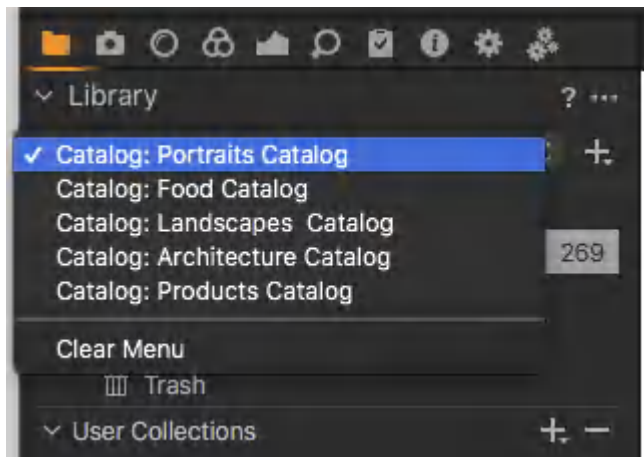 Library ? ...
✓ Catalog: Portraits Catalog
Catalog: Food Catalog
Catalog: Landscapes  Catalog
Catalog: Architecture Catalog
269
Catalog: Products Catalog
Clear Menu
Trash
User Collections